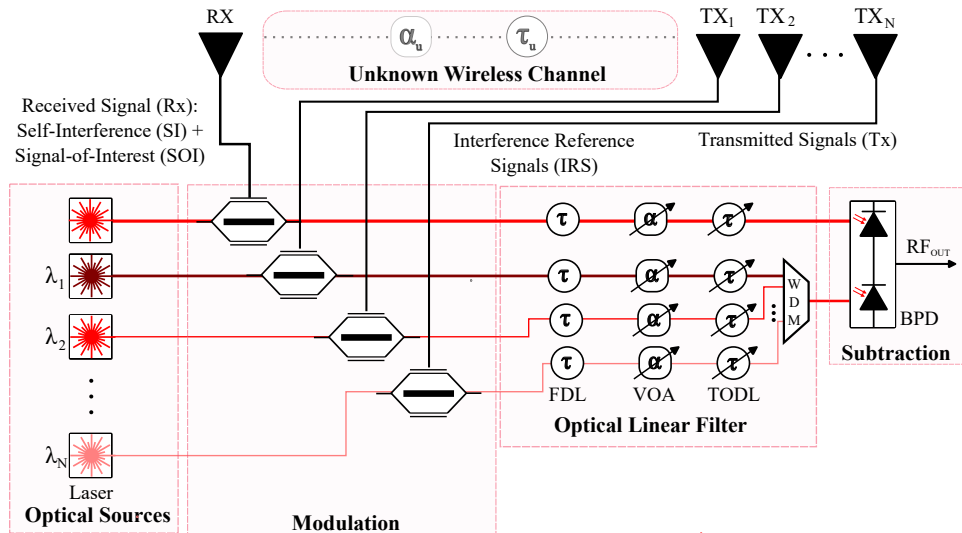 RX
TX1
TX2
TXN
αu
τu
Unknown Wireless Channel
Received Signal (Rx):
Self-Interference (SI) +
Signal-of-Interest (SOI)
Interference Reference
Signals (IRS)
Transmitted Signals (Tx)
τ α τ
λ1
τ α τ
λ2
τ α τ
λN
τ α τ
W
D
M
RFOUT
BPD
Subtraction
FDL VOA TODL
Optical Linear Filter
Laser
Optical Sources
Modulation